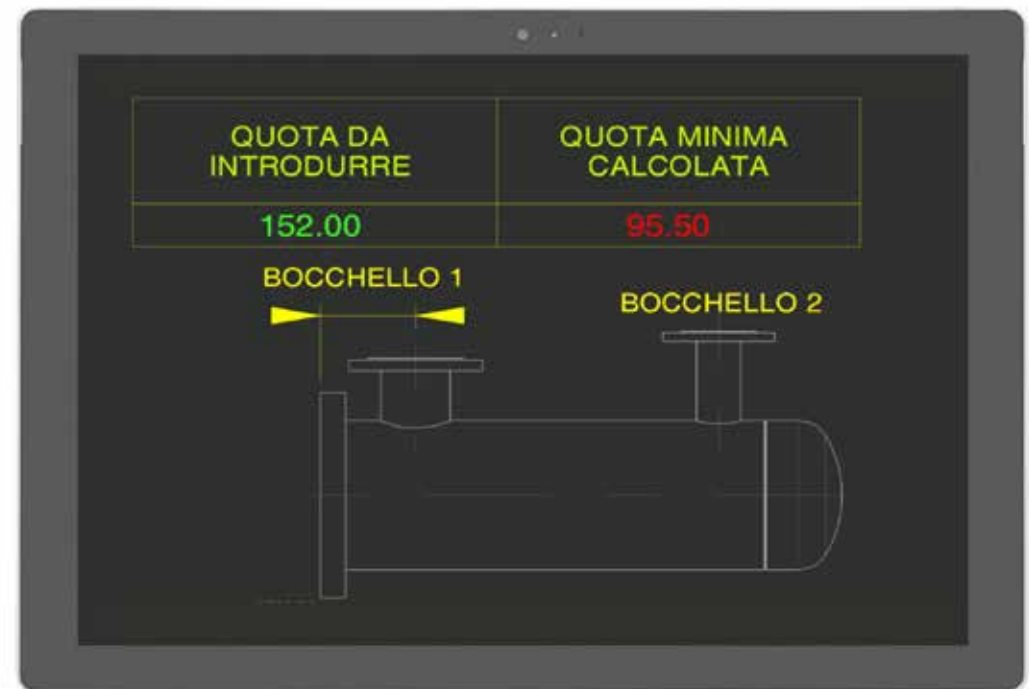 QUOTA DA
INTRODURRE
QUOTA MINIMA
CALCOLATA
152.00
95.50
BOCCHELLO 1
BOCCHELLO 2